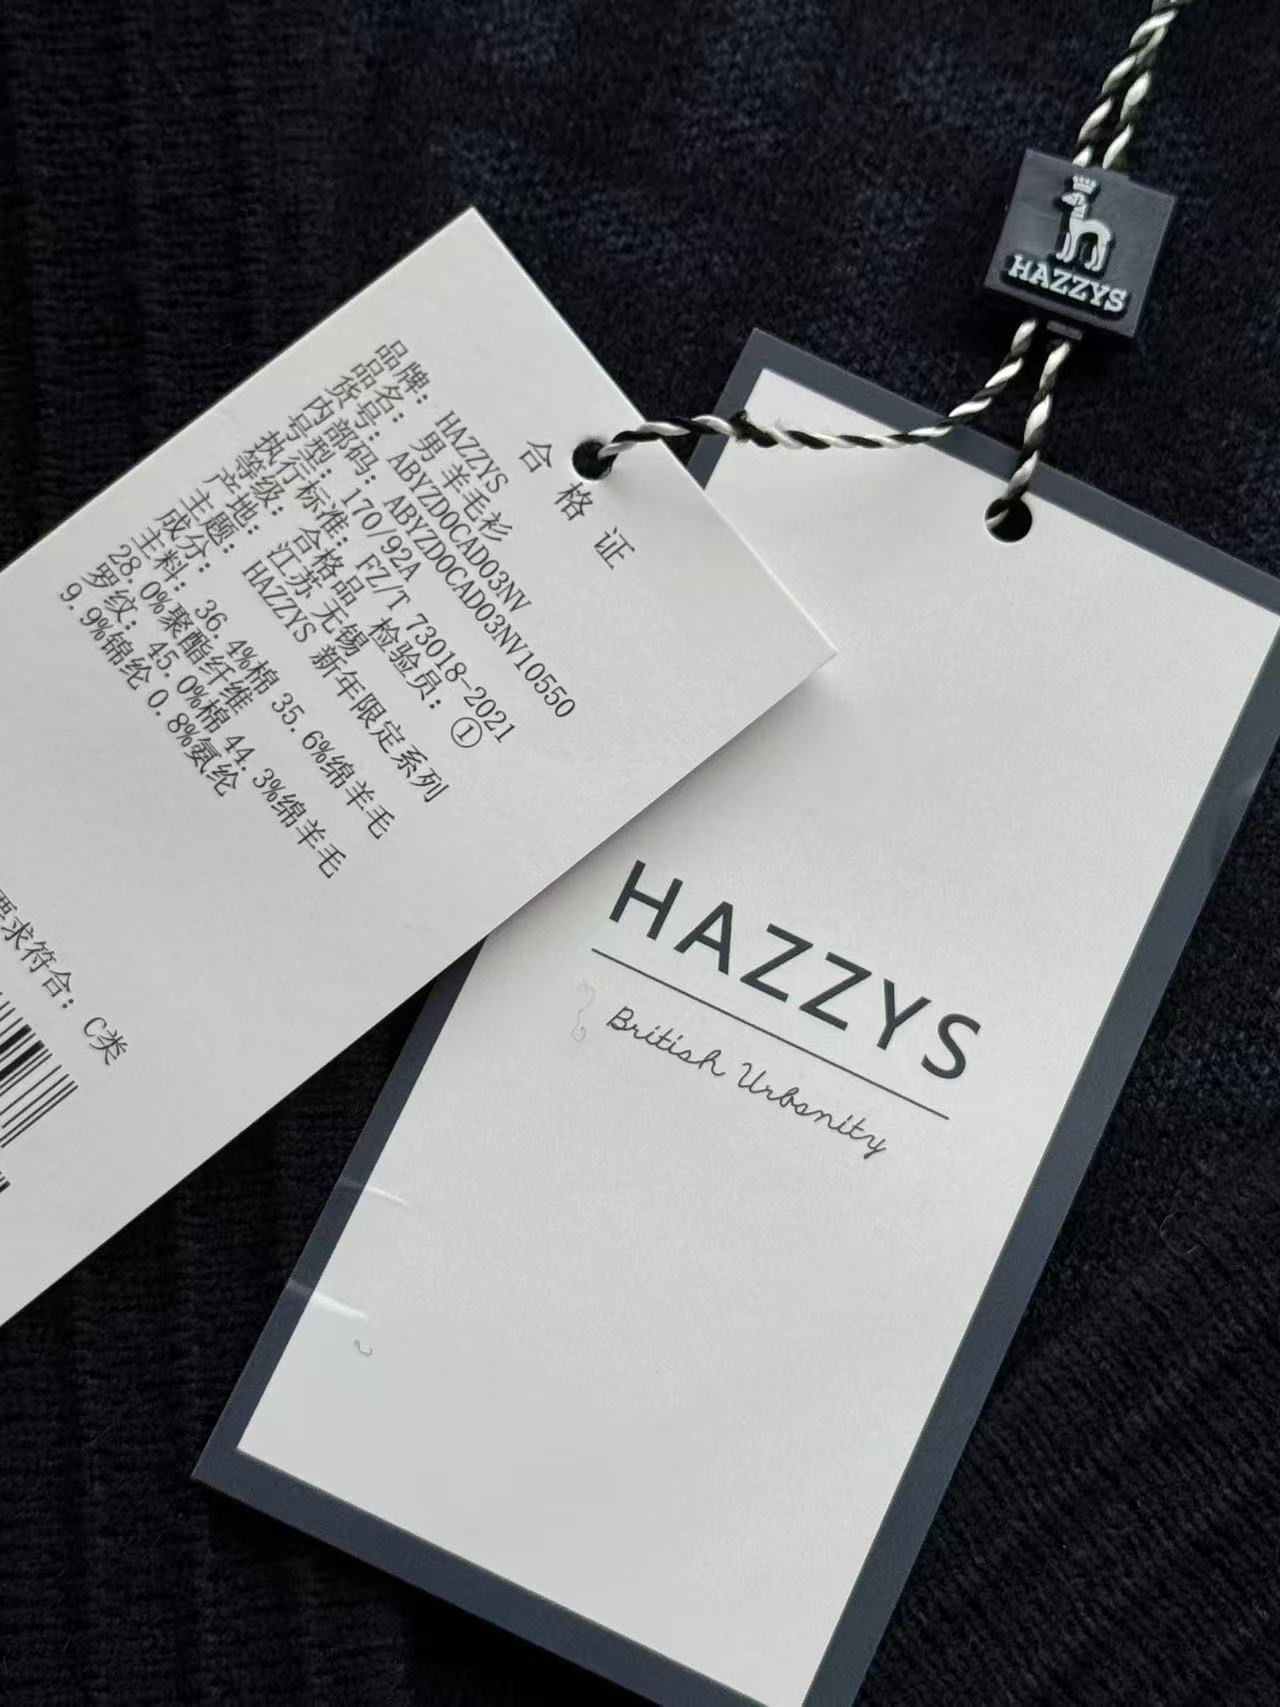 HAZZYS
合格证
品牌: HAZZYS
品名: 男 羊毛衫
货号: ABYZD0CAD03NV
内部码: ABYZD0CAD03NV10550
号型: 170/92A
执行标准: FZ/T 73018-2021
等级: 合格品 检验员: ①
产地: 江苏 无锡
主题: HAZZYS 新年限定系列
成分:
主料: 36.4%棉 35.6%绵羊毛
28.0%聚酯纤维
罗纹: 45.0%棉 44.3%绵羊毛
9.9%锦纶 0.8%氨纶
要求符合: C类
HAZZYS
British Urbanity